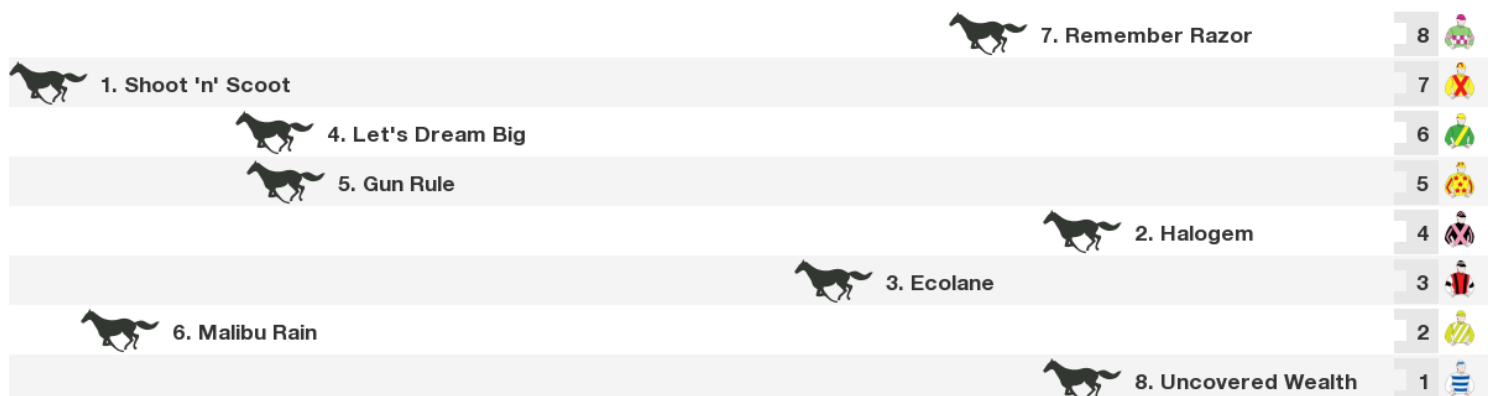 7. Remember Razor 8
1. Shoot 'n' Scoot 7
4. Let's Dream Big 6
5. Gun Rule 5
2. Halogem 4
3. Ecolane 3
6. Malibu Rain 2
8. Uncovered Wealth 1